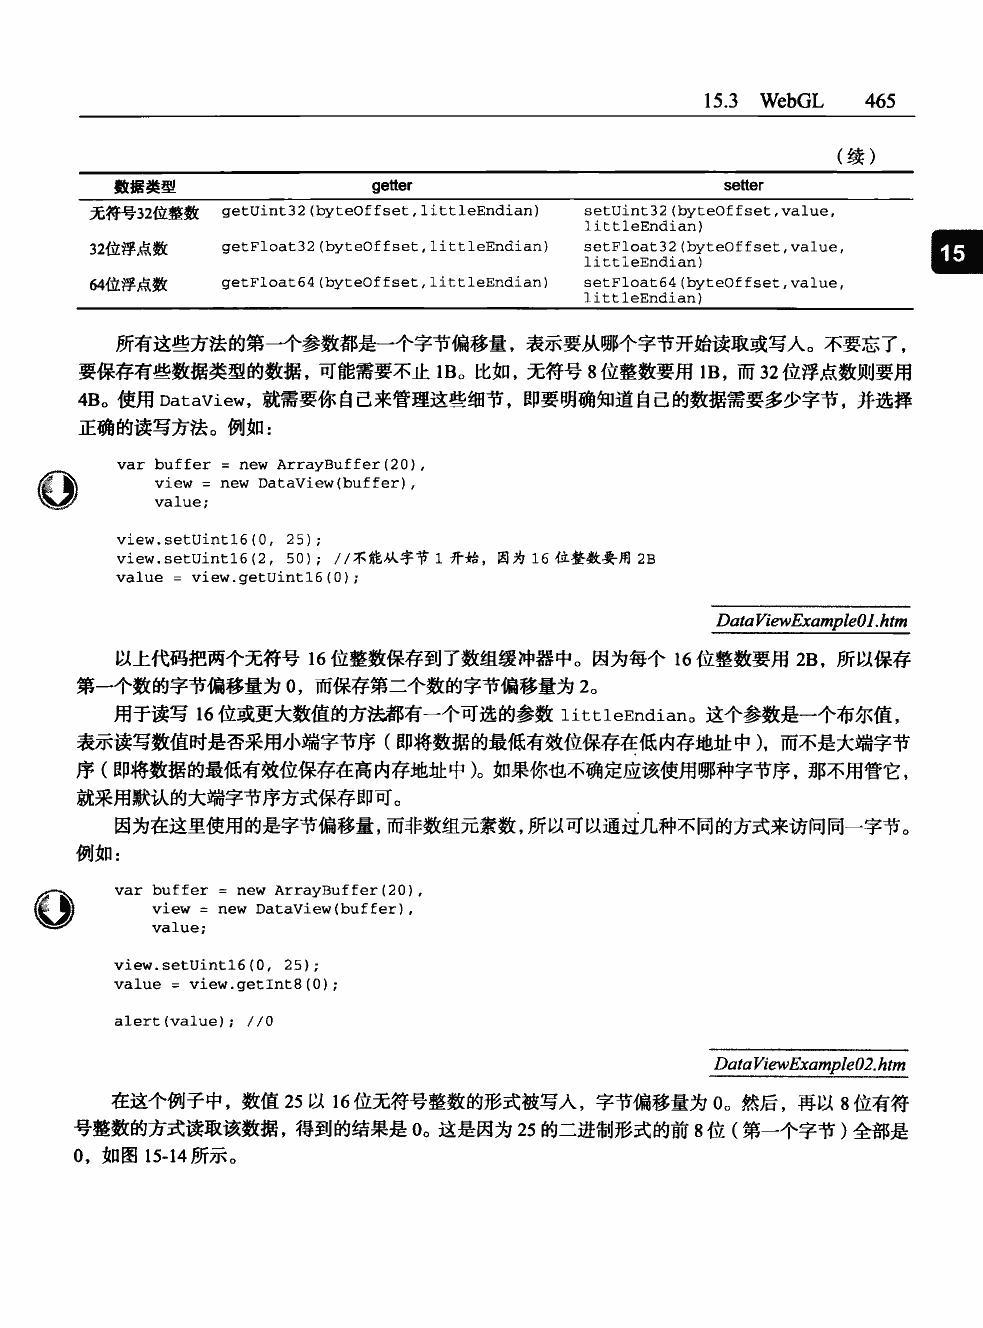 15.3 WebGL 465
（续）
数据类型 getter setter
无符号32位整数 getUint32(byteOffset,littleEndian) setUint32(byteOffset,value,
littleEndian)
32位浮点数 getFloat32(byteOffset,littleEndian) setFloat32(byteOffset,value,
littleEndian)
64位浮点数 getFloat64(byteOffset,littleEndian) setFloat64(byteOffset,value,
littleEndian)
15
所有这些方法的第一个参数都是一个字节偏移量，表示要从哪个字节开始读取或写入。不要忘了，
要保存有些数据类型的数据，可能需要不止 1B。比如，无符号 8 位整数要用 1B，而 32 位浮点数则要用
4B。使用 DataView，就需要你自己来管理这些细节，即要明确知道自己的数据需要多少字节，并选择
正确的读写方法。例如：
var buffer = new ArrayBuffer(20),
view = new DataView(buffer),
value;
view.setUint16(0, 25);
view.setUint16(2, 50); //不能从字节 1 开始，因为 16 位整数要用 2B
value = view.getUint16(0);
DataViewExample01.htm
以上代码把两个无符号 16 位整数保存到了数组缓冲器中。因为每个 16 位整数要用 2B，所以保存
第一个数的字节偏移量为 0，而保存第二个数的字节偏移量为 2。
用于读写 16 位或更大数值的方法都有一个可选的参数 littleEndian。这个参数是一个布尔值，
表示读写数值时是否采用小端字节序（即将数据的最低有效位保存在低内存地址中），而不是大端字节
序（即将数据的最低有效位保存在高内存地址中）。如果你也不确定应该使用哪种字节序，那不用管它，
就采用默认的大端字节序方式保存即可。
因为在这里使用的是字节偏移量，而非数组元素数，所以可以通过几种不同的方式来访问同一字节。
例如：
var buffer = new ArrayBuffer(20),
view = new DataView(buffer),
value;
view.setUint16(0, 25);
value = view.getInt8(0);
alert(value); //0
DataViewExample02.htm
在这个例子中，数值 25 以 16 位无符号整数的形式被写入，字节偏移量为 0。然后，再以 8 位有符
号整数的方式读取该数据，得到的结果是 0。这是因为 25 的二进制形式的前 8 位（第一个字节）全部是
0，如图 15-14 所示。